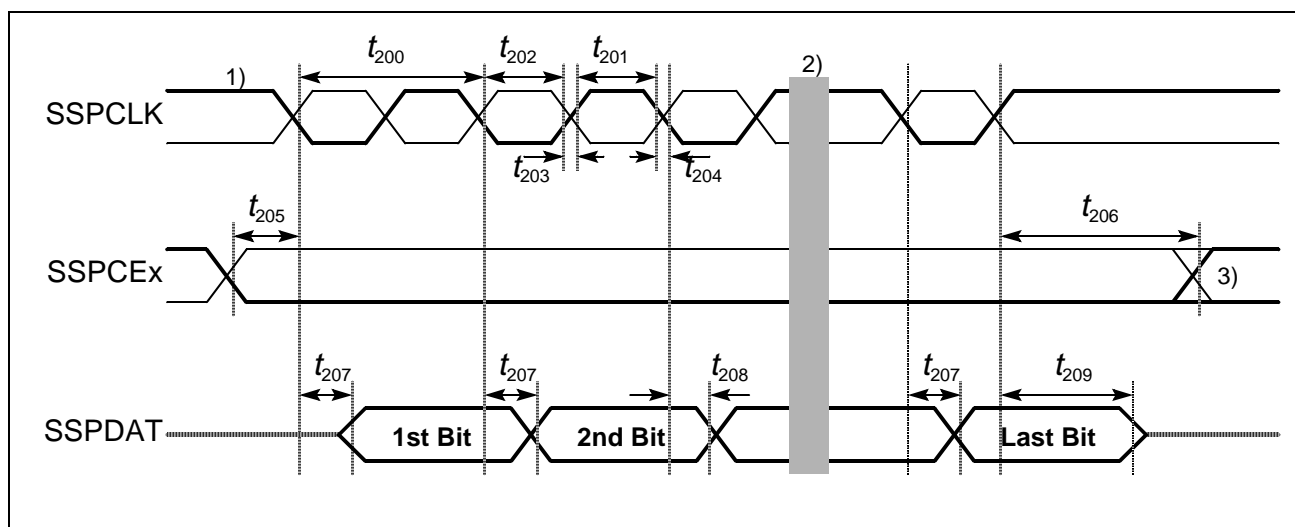 t200 t202 t201
1) 2)
SSPCLK
t203 t204
t205 t206
SSPCEx 3)
t207 t207 t208 t207 t209
SSPDAT 1st Bit 2nd Bit Last Bit